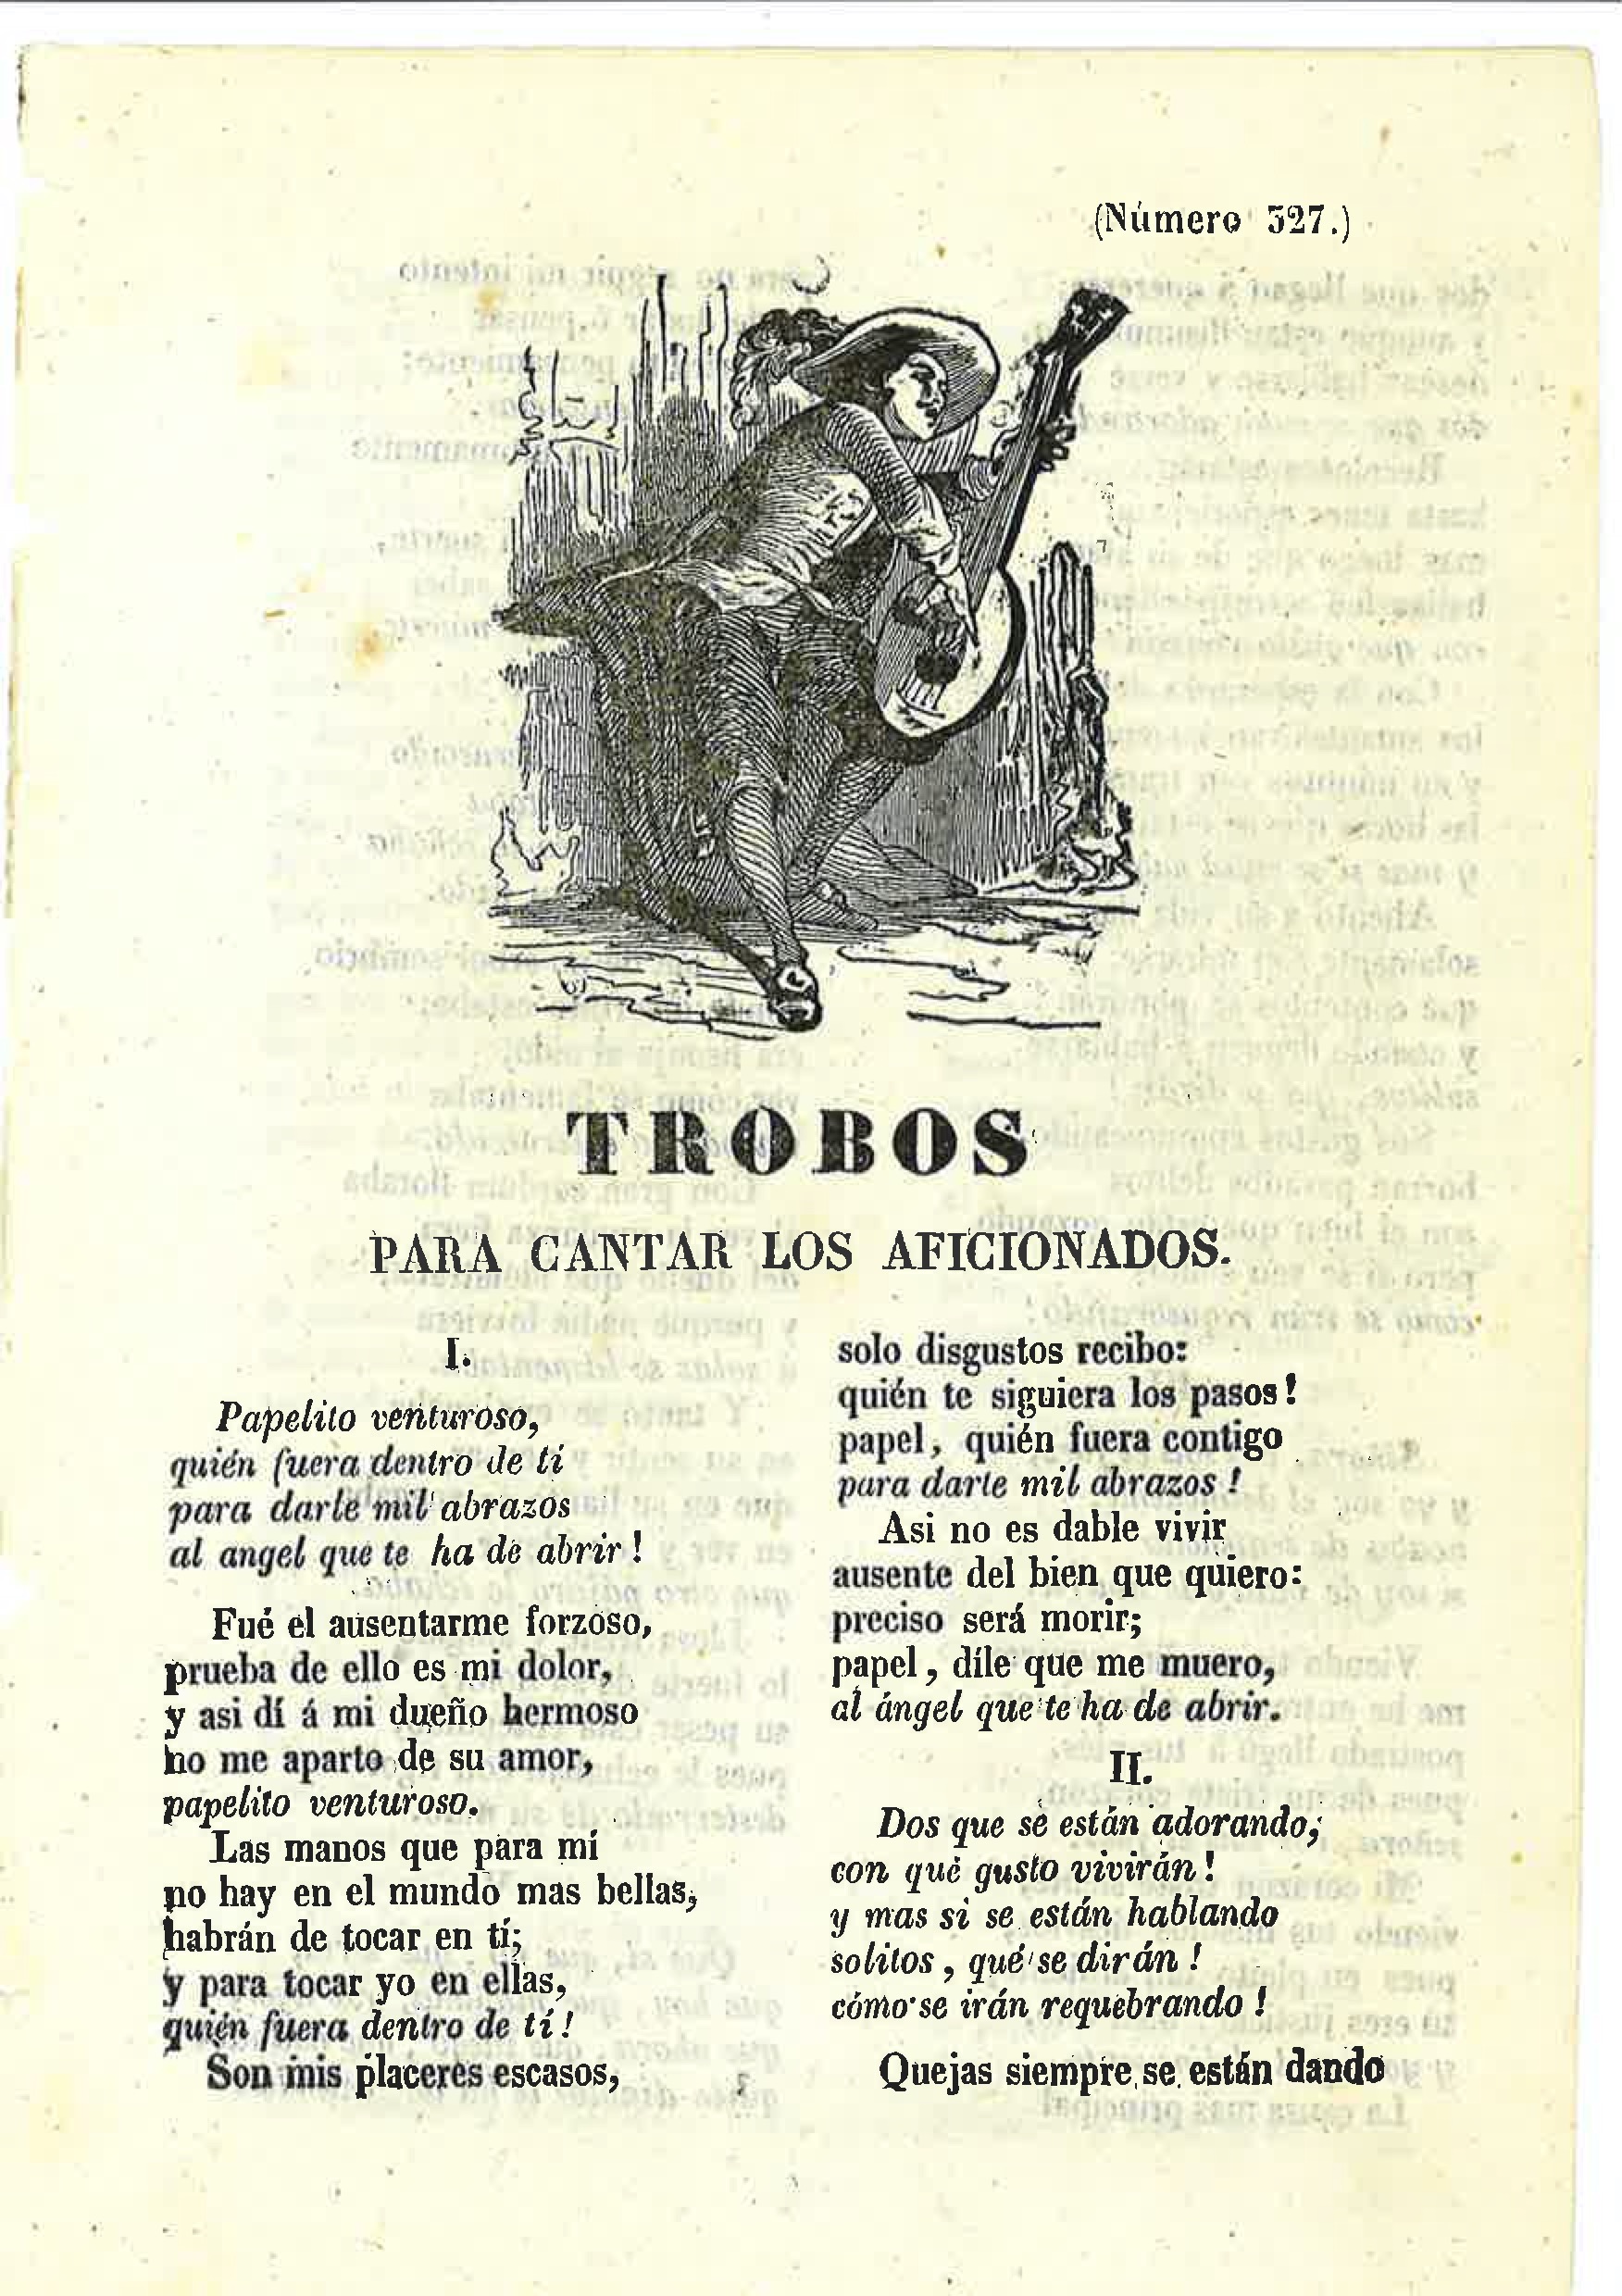 (Número 327.)
TROBOS
PARA CANTAR LOS AFICIONADOS.
I.
Papelito venturoso,
quién fuera dentro de tí
para darle mil abrazos
al angel que te ha de abrir!
Fué el ausentarme forzoso,
prueba de ello es mi dolor,
y asi dí á mi dueño hermoso
no me aparto de su amor,
papelito venturoso.
Las manos que para mí
no hay en el mundo mas bellas,
habrán de tocar en tí;
y para tocar yo en ellas,
quién fuera dentro de tí!
Son mis placeres escasos,
solo disgustos recibo:
quién te siguiera los pasos!
papel, quién fuera contigo
para darle mil abrazos!
Asi no es dable vivir
ausente del bien que quiero:
preciso será morir;
papel, díle que me muero,
al ángel que te ha de abrir.
II.
Dos que se están adorando,
con qué gusto vivirán!
y mas si se están hablando
solitos, qué se dirán!
cómo se irán requebrando!
Quejas siempre se están dando